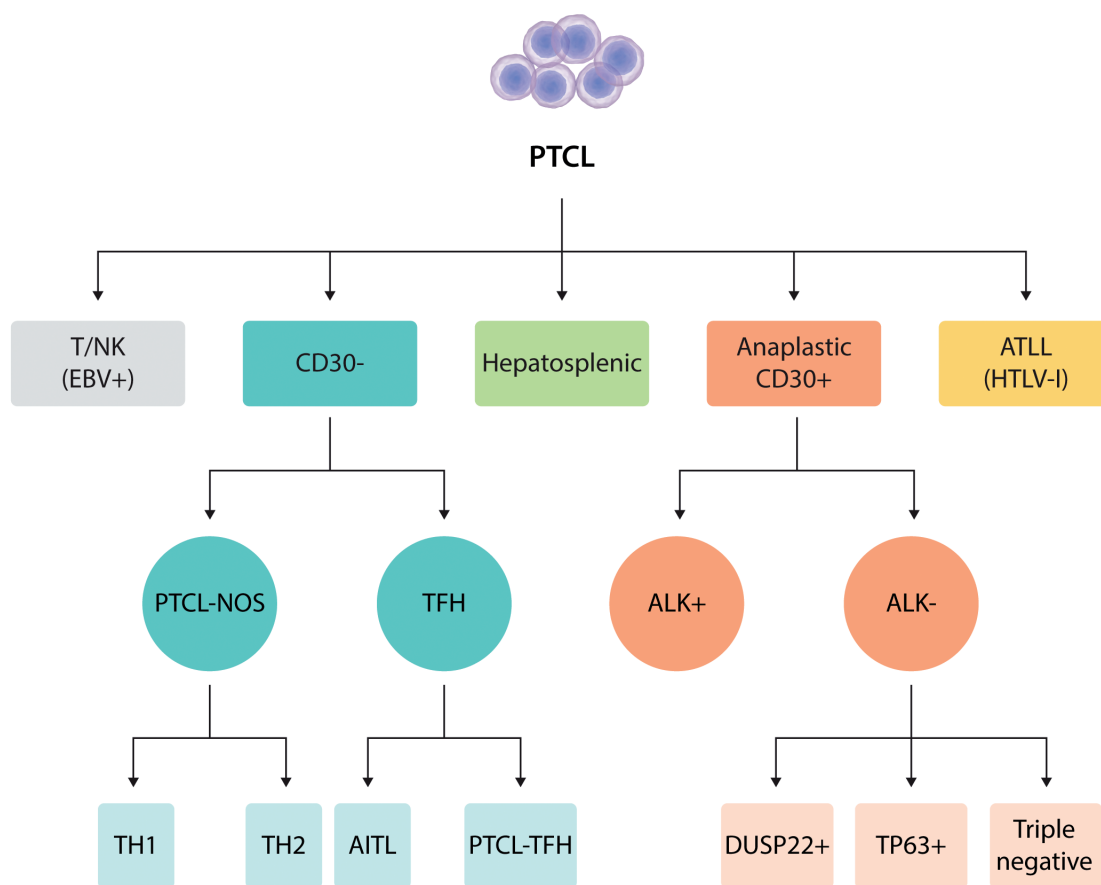 PTCL
T/NK
(EBV+)
CD30-
Hepatosplenic
Anaplastic
CD30+
ATLL
(HTLV-I)
PTCL-NOS
TFH
ALK+
ALK-
TH1
TH2
AITL
PTCL-TFH
DUSP22+
TP63+
Triple
negative